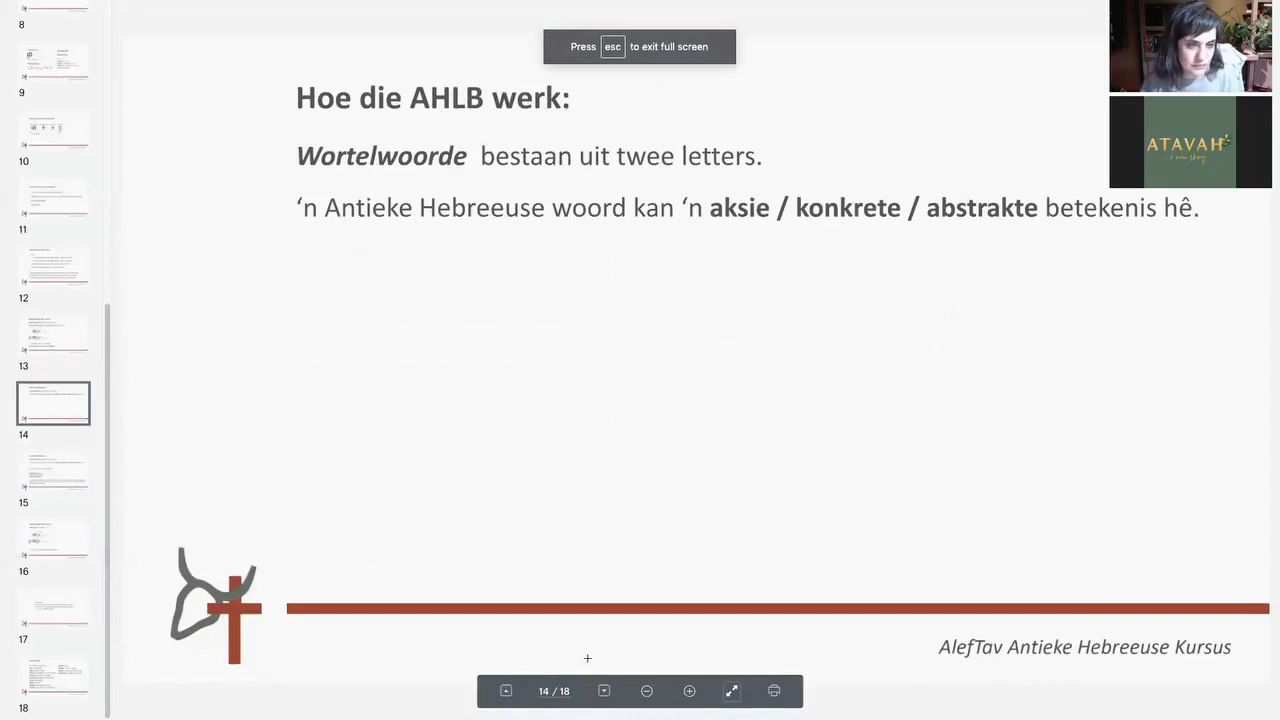 8
9
10
11
12
13
14
15
16
17
18
Press esc to exit full screen
Hoe die AHLB werk:
Wortelwoorde bestaan uit twee letters.
‘n Antieke Hebreeuse woord kan ‘n aksie / konkrete / abstrakte betekenis hê.
ATAVAH
a new thing
AlefTav Antieke Hebreeuse Kursus
14 / 18